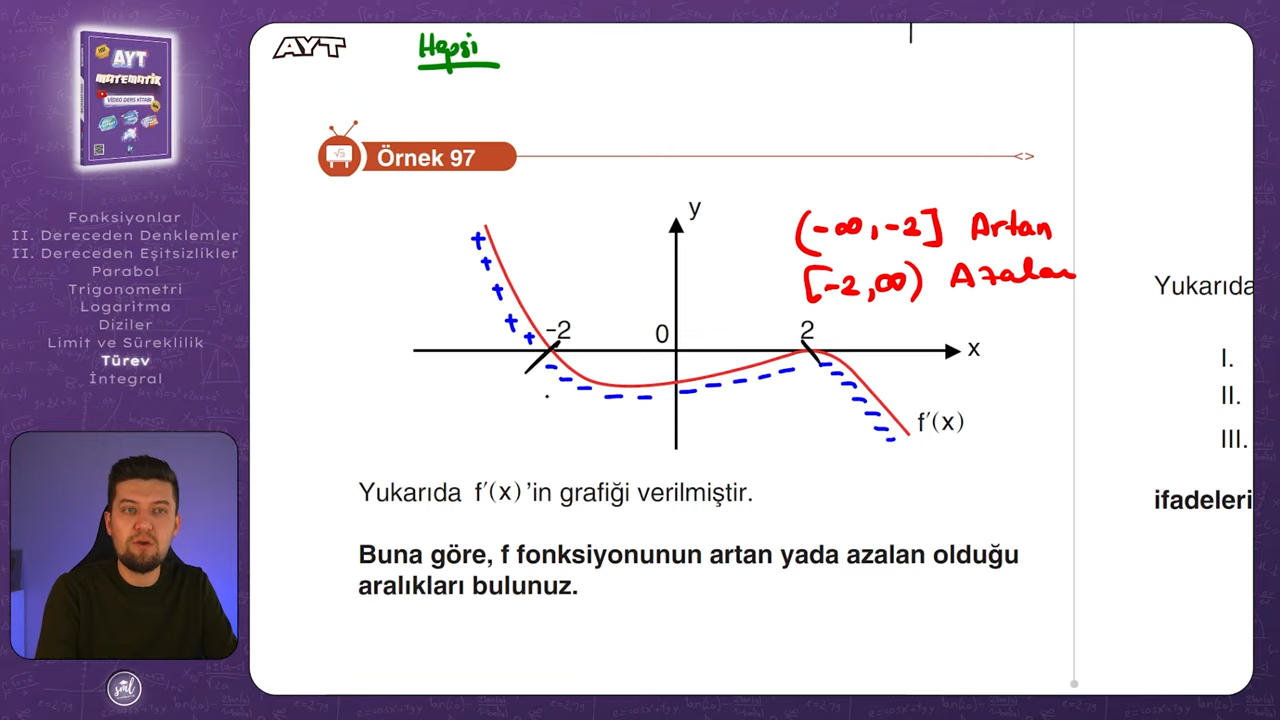 AYT
MATEMATİK
VİDEO DERS KİTABI
Fonksiyonlar
II. Dereceden Denklemler
II. Dereceden Eşitsizlikler
Parabol
Trigonometri
Logaritma
Diziler
Limit ve Süreklilik
Türev
İntegral
sml
AYT
Hepsi
√5
Örnek 97
<>
y
(-∞,-2] Artan
[-2,∞) Azalan
-2
0
2
x
f′(x)
Yukarıda f′(x)'in grafiği verilmiştir.
Buna göre, f fonksiyonunun artan yada azalan olduğu
aralıkları bulunuz.
Yukarıda
I.
II.
III.
ifadeleri